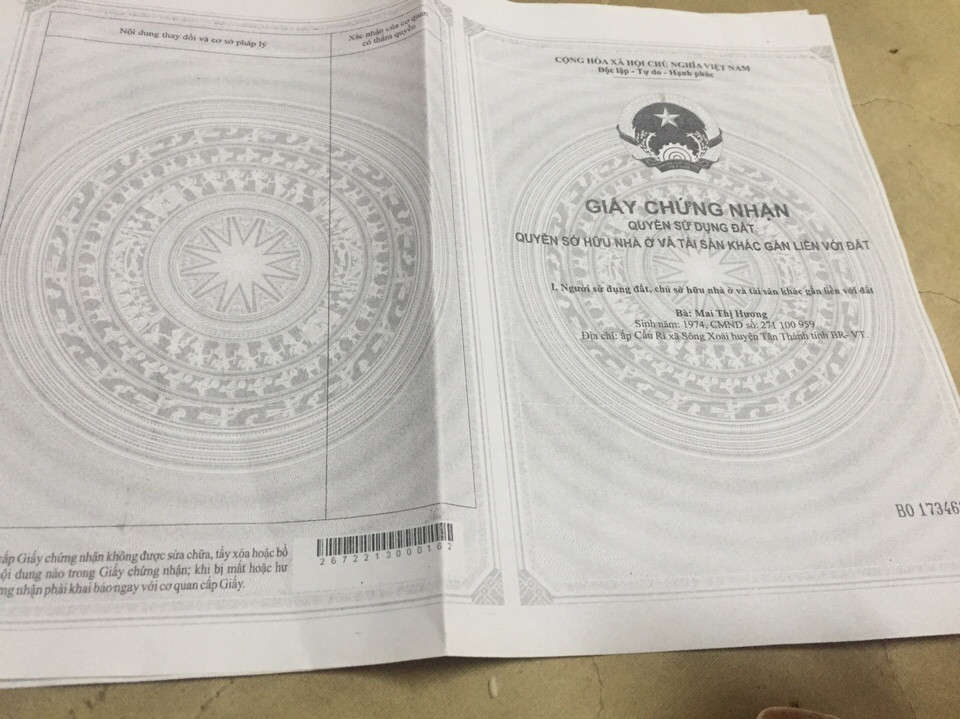 Nội dung thay đổi và cơ sở pháp lý
Xác nhận của cơ quan
có thẩm quyền
cấp Giấy chứng nhận không được sửa chữa, tẩy xóa hoặc bổ
nội dung nào trong Giấy chứng nhận; khi bị mất hoặc hư
ng nhận phải khai báo ngay với cơ quan cấp Giấy.
2672213000162
CỘNG HÒA XÃ HỘI CHỦ NGHĨA VIỆT NAM
Độc lập - Tự do - Hạnh phúc
GIẤY CHỨNG NHẬN
QUYỀN SỬ DỤNG ĐẤT
QUYỀN SỞ HỮU NHÀ Ở VÀ TÀI SẢN KHÁC GẮN LIỀN VỚI ĐẤT
I. Người sử dụng đất, chủ sở hữu nhà ở và tài sản khác gắn liền với đất
Bà: Mai Thị Hương
Sinh năm: 1974, CMND số: 271 100 959
Địa chỉ: ấp Cầu Ri xã Sông Xoài huyện Tân Thành tỉnh BR- VT.
BO 17346